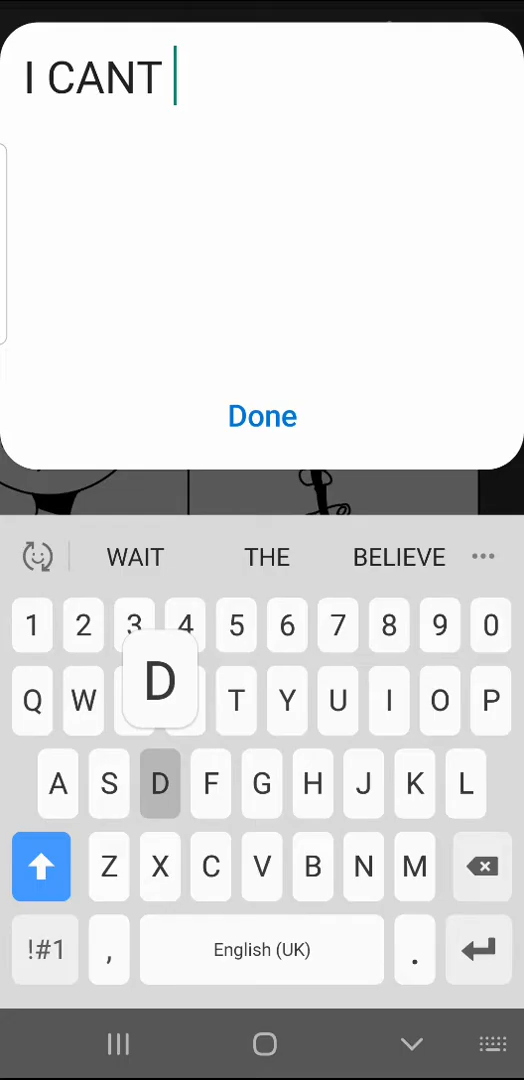 I CANT
Done
WAIT THE BELIEVE
1 2 3 4 5 6 7 8 9 0
D
Q W T Y U I O P
A S D F G H J K L
Z X C V B N M
!#1 , English (UK) .